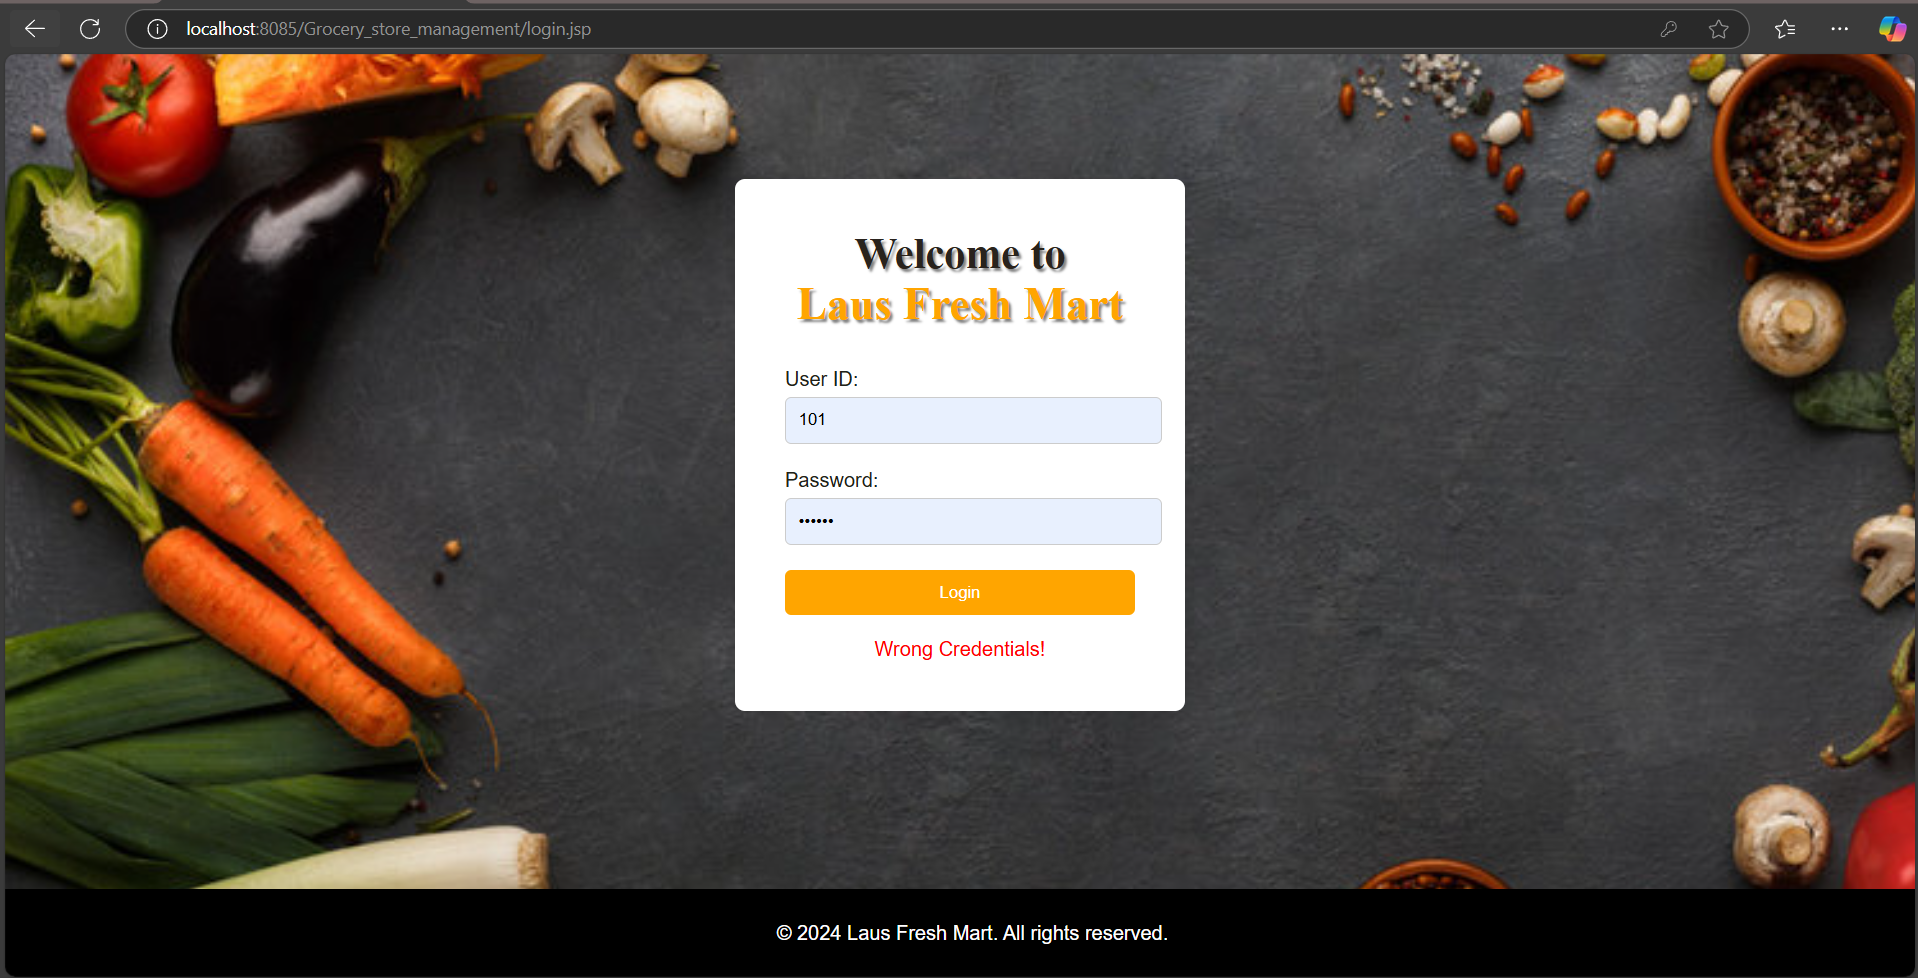 localhost:8085/Grocery_store_management/login.jsp
Welcome to
Laus Fresh Mart
User ID:
101
Password:
••••••
Login
Wrong Credentials!
© 2024 Laus Fresh Mart. All rights reserved.